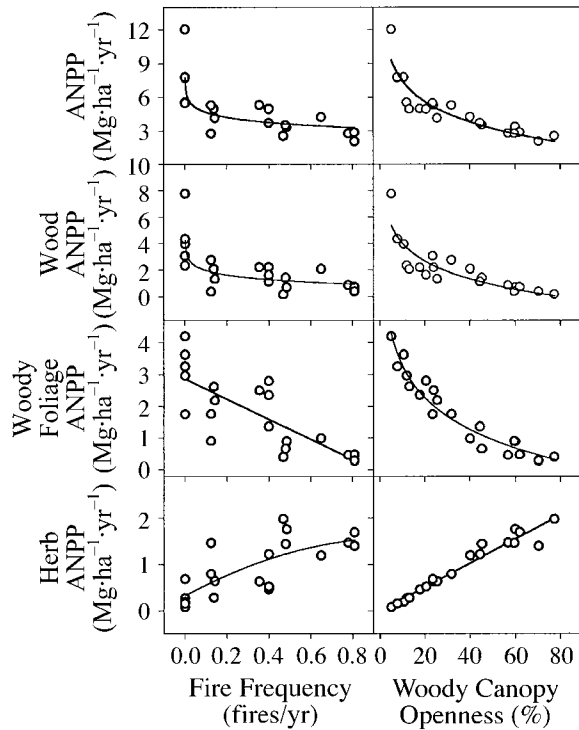 ANPP
(Mg·ha⁻¹·yr⁻¹)
12
9
6
3
0
Wood
ANPP
(Mg·ha⁻¹·yr⁻¹)
10
8
6
4
2
0
Woody
Foliage
ANPP
(Mg·ha⁻¹·yr⁻¹)
4
3
2
1
0
Herb
ANPP
(Mg·ha⁻¹·yr⁻¹)
2
1
0
0.0 0.2 0.4 0.6 0.8
0 20 40 60 80
Fire Frequency
(fires/yr)
Woody Canopy
Openness (%)